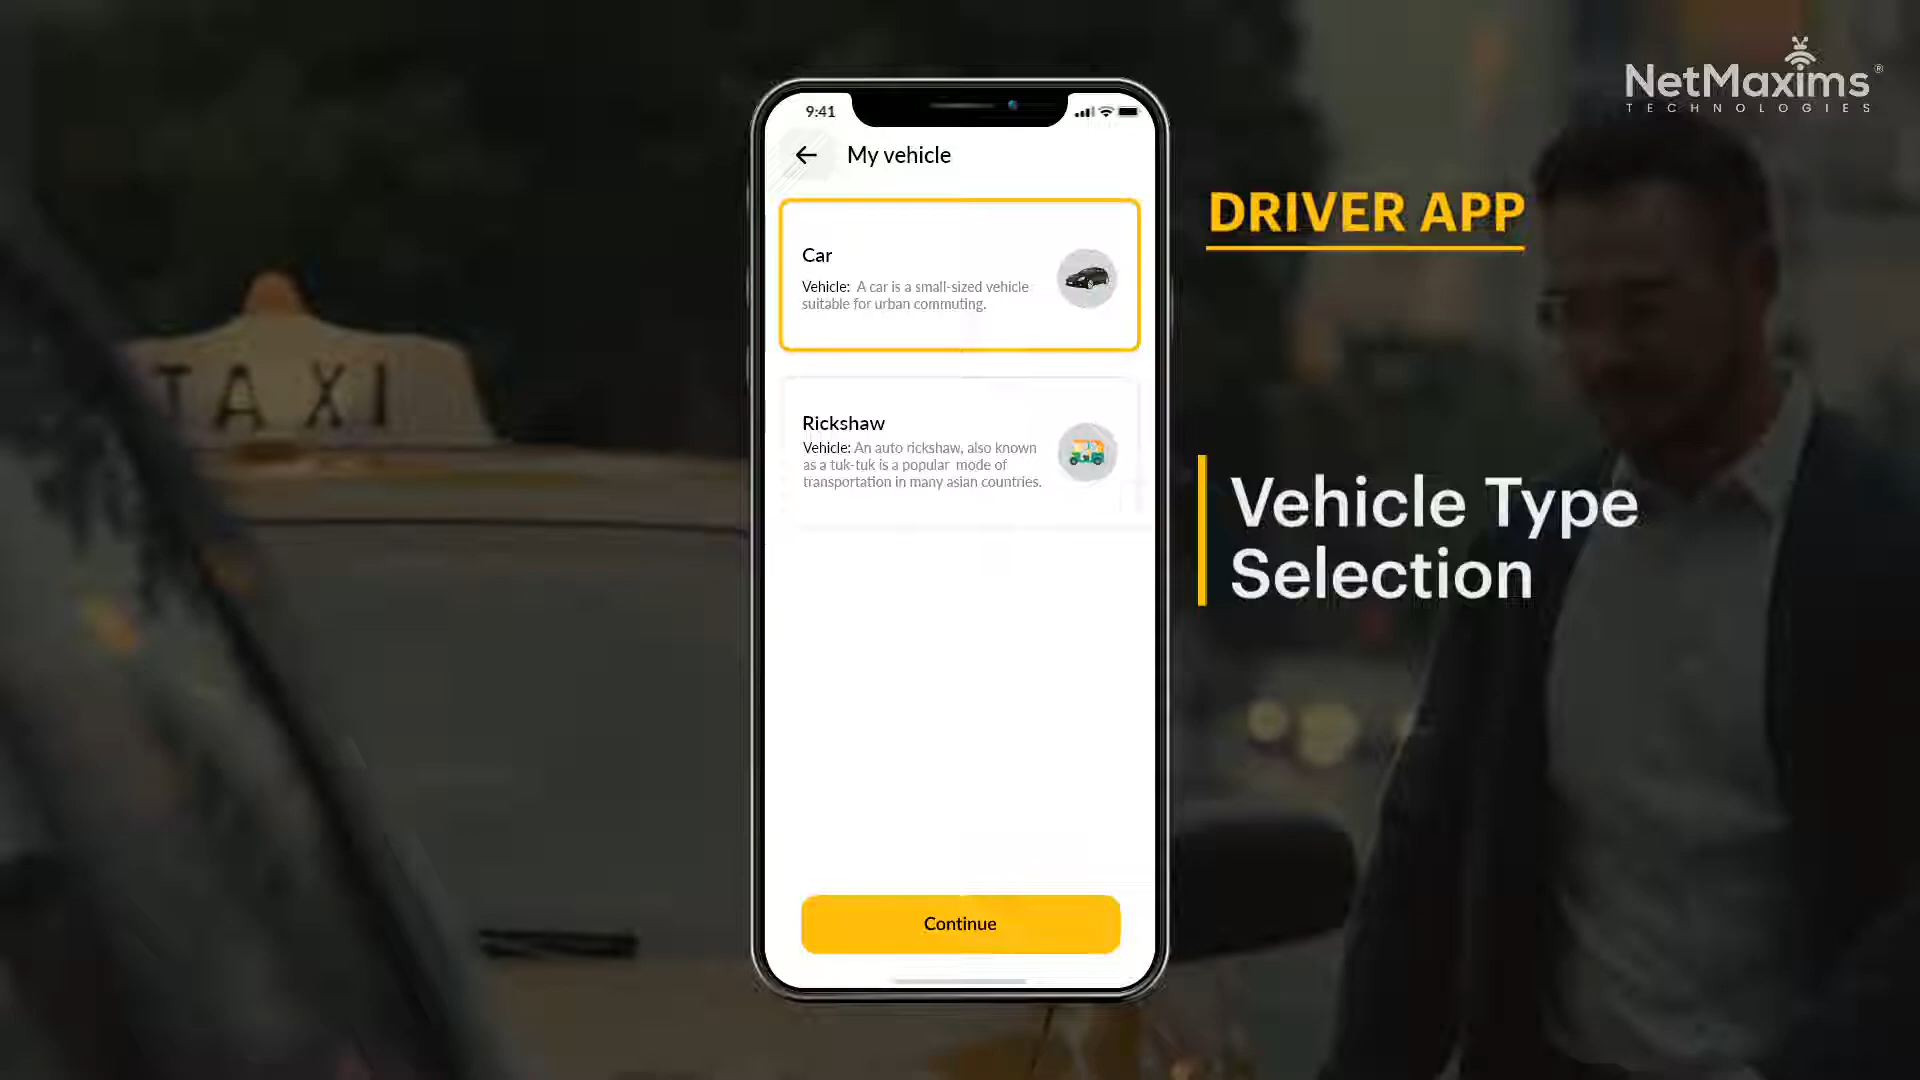 NetMaxims®
TECHNOLOGIES
9:41
My vehicle
DRIVER APP
Car
Vehicle: A car is a small-sized vehicle
suitable for urban commuting.
TAXI
Rickshaw
Vehicle: An auto rickshaw, also known
as a tuk-tuk is a popular mode of
transportation in many asian countries.
Vehicle Type
Selection
Continue